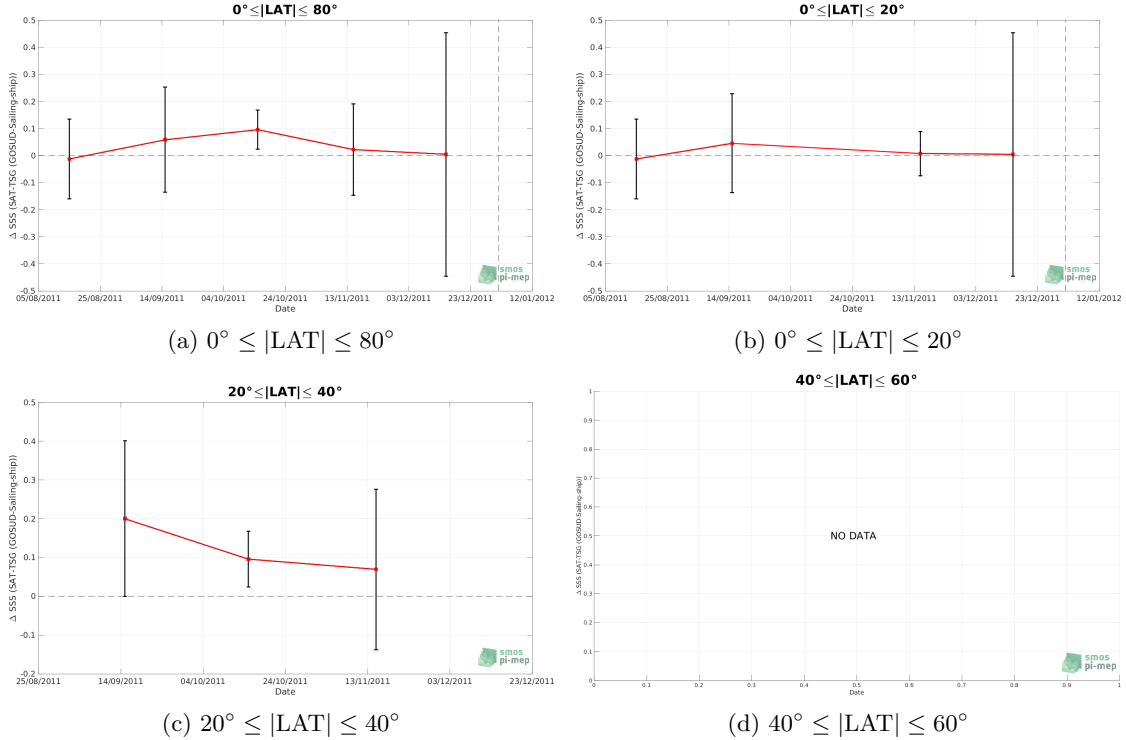 0°≤|LAT|≤ 80°
Δ SSS (SAT-TSG (GOSUD-Sailing-ship))
0.5
0.4
0.3
0.2
0.1
0
-0.1
-0.2
-0.3
-0.4
-0.5
05/08/2011 25/08/2011 14/09/2011 04/10/2011 24/10/2011 13/11/2011 03/12/2011 23/12/2011 12/01/2012
Date
smos
pi-mep
(a) 0° ≤ |LAT| ≤ 80°
0°≤|LAT|≤ 20°
Δ SSS (SAT-TSG (GOSUD-Sailing-ship))
0.5
0.4
0.3
0.2
0.1
0
-0.1
-0.2
-0.3
-0.4
-0.5
05/08/2011 25/08/2011 14/09/2011 04/10/2011 24/10/2011 13/11/2011 03/12/2011 23/12/2011 12/01/2012
Date
smos
pi-mep
(b) 0° ≤ |LAT| ≤ 20°
20°≤|LAT|≤ 40°
Δ SSS (SAT-TSG (GOSUD-Sailing-ship))
0.5
0.4
0.3
0.2
0.1
0
-0.1
-0.2
25/08/2011 14/09/2011 04/10/2011 24/10/2011 13/11/2011 03/12/2011 23/12/2011
Date
smos
pi-mep
(c) 20° ≤ |LAT| ≤ 40°
40°≤|LAT|≤ 60°
Δ SSS (SAT-TSG (GOSUD-Sailing-ship))
1
0.9
0.8
0.7
0.6
0.5
0.4
0.3
0.2
0.1
0
NO DATA
0 0.1 0.2 0.3 0.4 0.5 0.6 0.7 0.8 0.9 1
Date
smos
pi-mep
(d) 40° ≤ |LAT| ≤ 60°